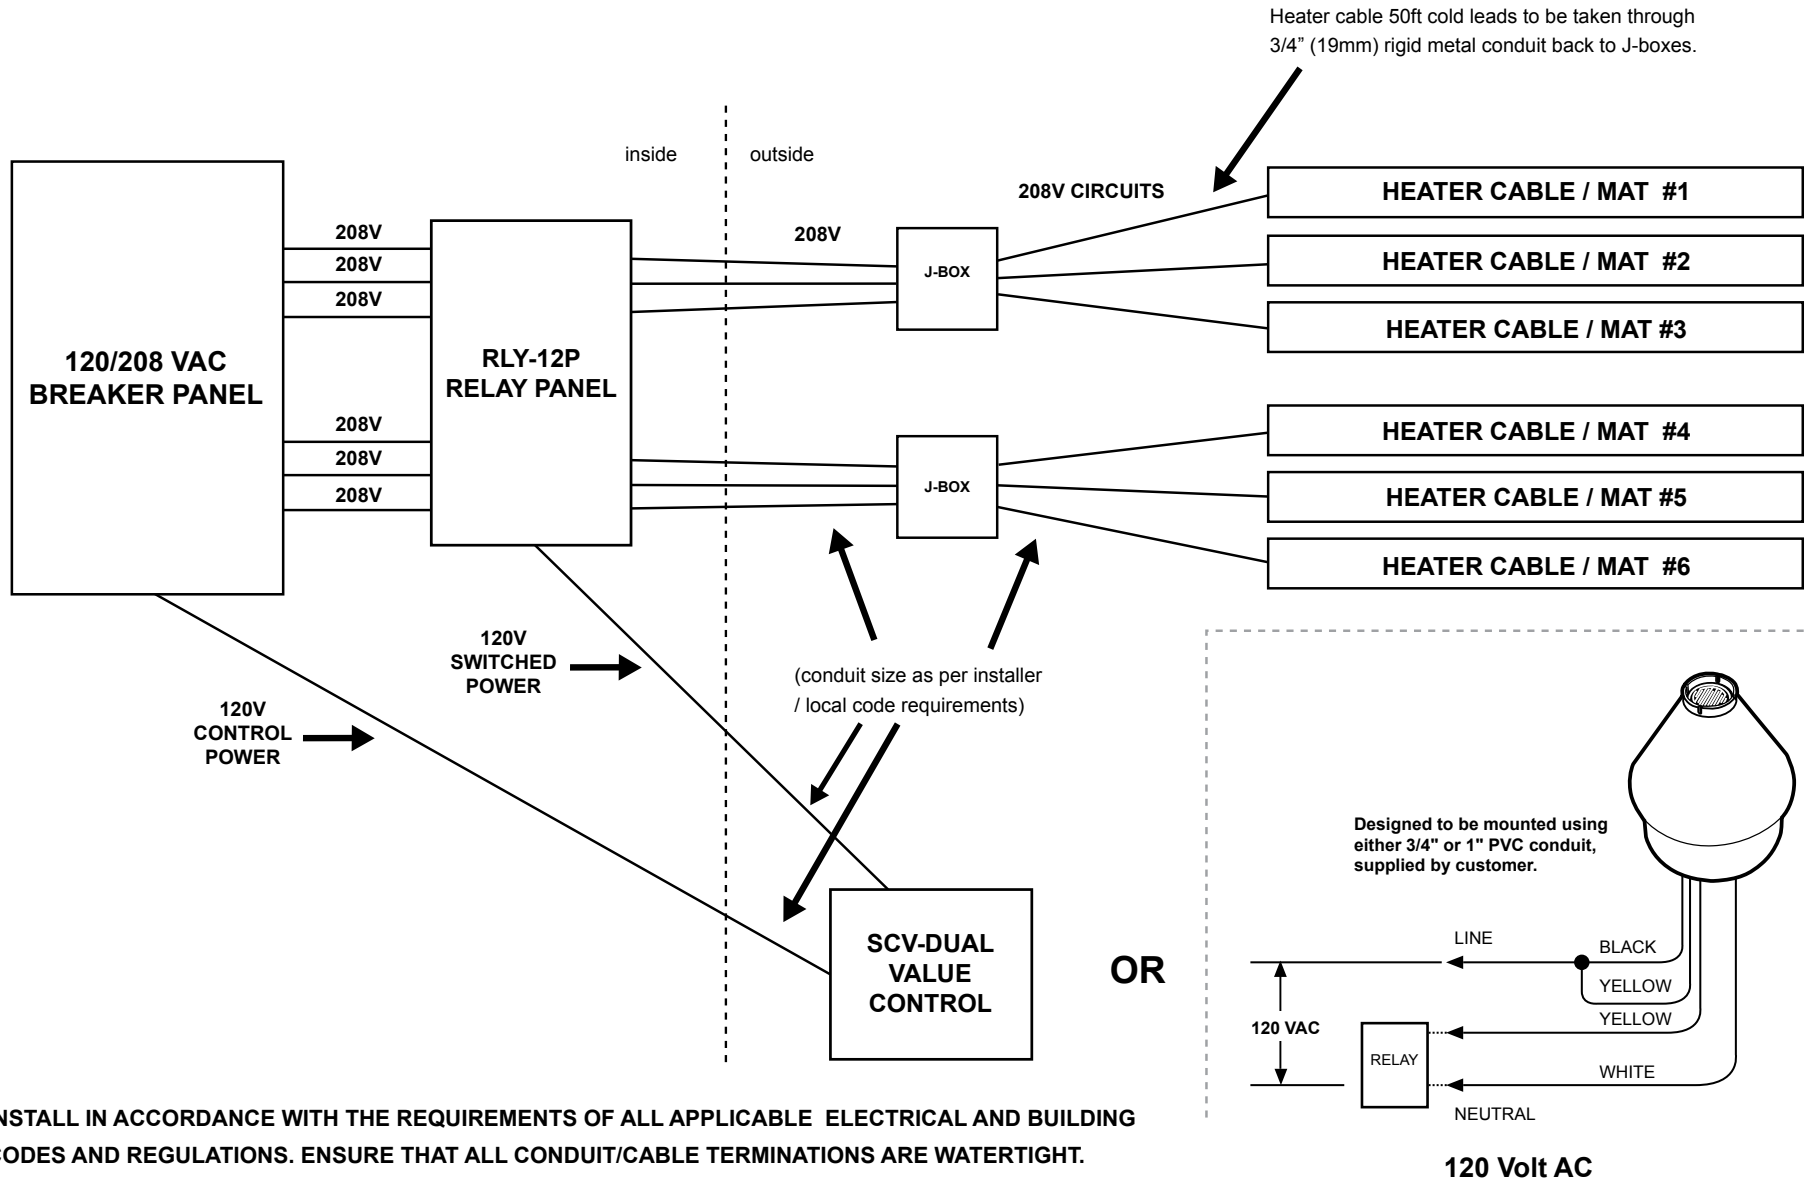 Heater cable 50ft cold leads to be taken through
3/4” (19mm) rigid metal conduit back to J-boxes.
inside
outside
120/208 VAC
BREAKER PANEL
208V
208V
208V
208V
208V
208V
RLY-12P
RELAY PANEL
208V
208V CIRCUITS
J-BOX
J-BOX
HEATER CABLE / MAT #1
HEATER CABLE / MAT #2
HEATER CABLE / MAT #3
HEATER CABLE / MAT #4
HEATER CABLE / MAT #5
HEATER CABLE / MAT #6
120V
SWITCHED
POWER
120V
CONTROL
POWER
(conduit size as per installer
/ local code requirements)
SCV-DUAL
VALUE
CONTROL
OR
Designed to be mounted using
either 3/4" or 1" PVC conduit,
supplied by customer.
LINE
BLACK
YELLOW
YELLOW
120 VAC
RELAY
WHITE
NEUTRAL
120 Volt AC
NSTALL IN ACCORDANCE WITH THE REQUIREMENTS OF ALL APPLICABLE ELECTRICAL AND BUILDING
CODES AND REGULATIONS. ENSURE THAT ALL CONDUIT/CABLE TERMINATIONS ARE WATERTIGHT.